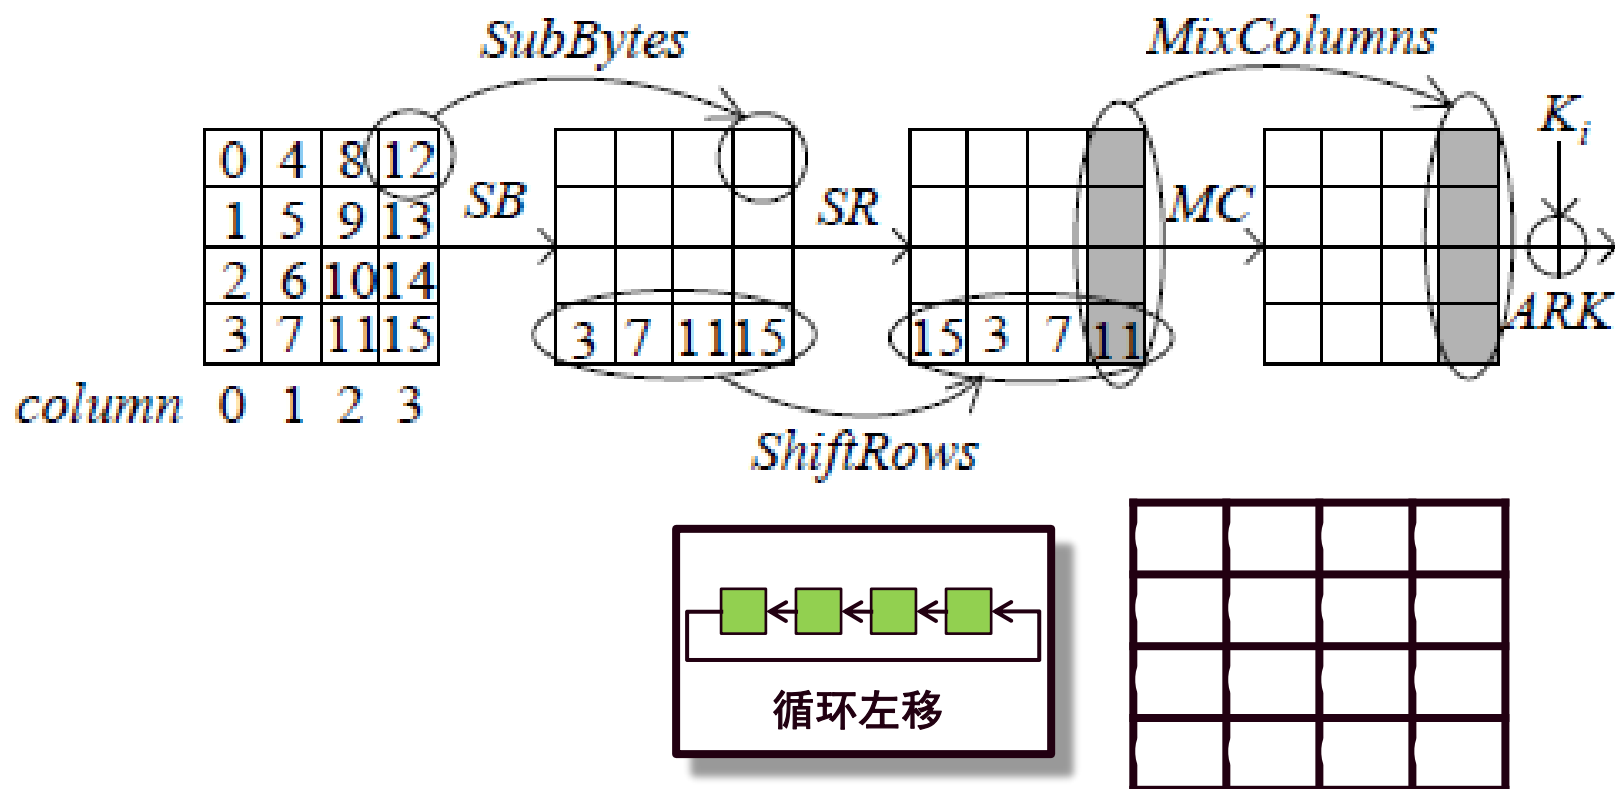 SubBytes
MixColumns
K_i
0 4 8 12
1 5 9 13
2 6 10 14
3 7 11 15
SB
3 7 11 15
SR
15 3 7 11
MC
ARK
column 0 1 2 3
ShiftRows
循环左移